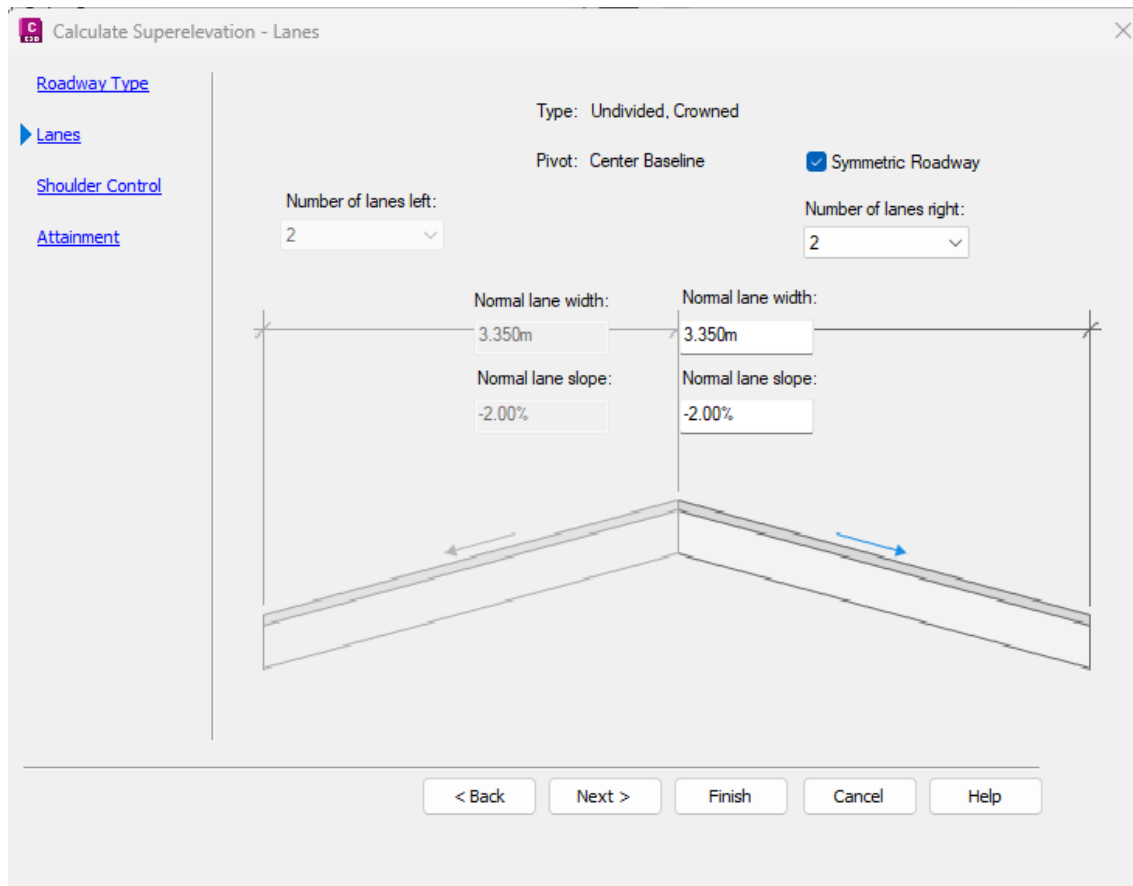 C
C3D
Calculate Superelevation - Lanes
Roadway Type
Lanes
Shoulder Control
Attainment
Type: Undivided, Crowned
Pivot: Center Baseline
Symmetric Roadway
Number of lanes left:
2
Number of lanes right:
2
Normal lane width:
3.350m
Normal lane width:
3.350m
Normal lane slope:
-2.00%
Normal lane slope:
-2.00%
< Back
Next >
Finish
Cancel
Help